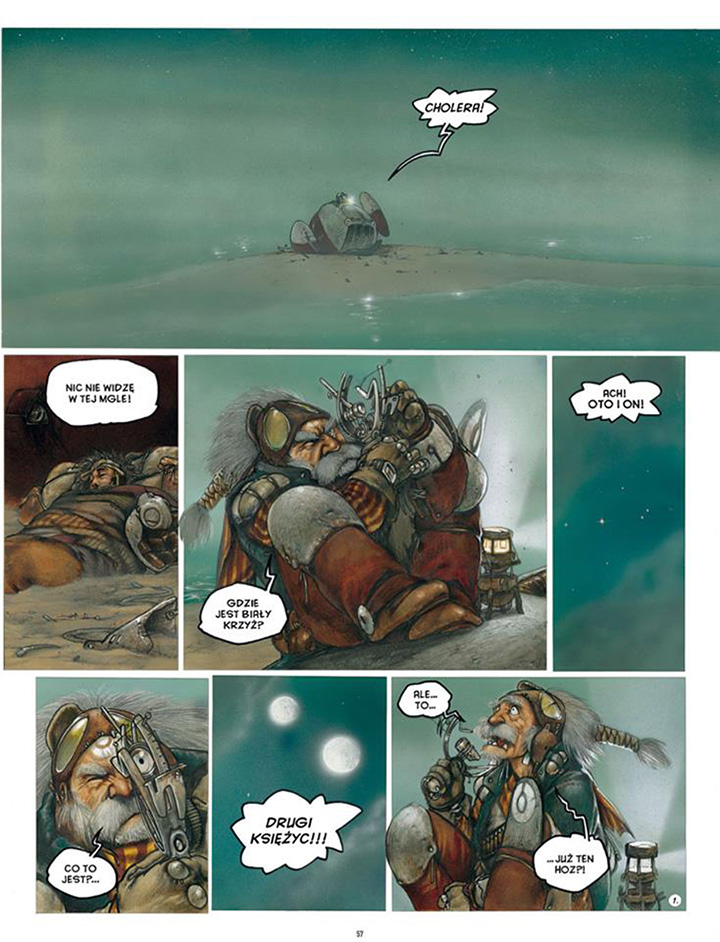 CHOLERA!
NIC NIE WIDZĘ
W TEJ MGLE!
GDZIE
JEST BIAŁY
KRZYŻ?
ACH!
OTO I ON!
CO TO
JEST?...
DRUGI
KSIĘŻYC!!!
ALE...
TO...
...JUŻ TEN
HOZ?!
1.
57